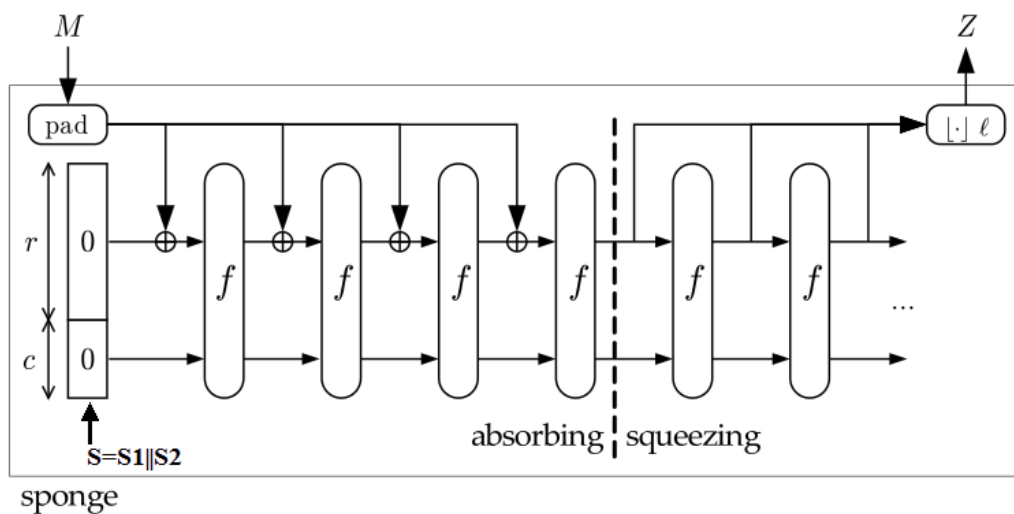 M
Z
pad
⌊·⌋ ℓ
r
0
f
f
f
f
f
f
...
c
0
absorbing
squeezing
S=S1||S2
sponge